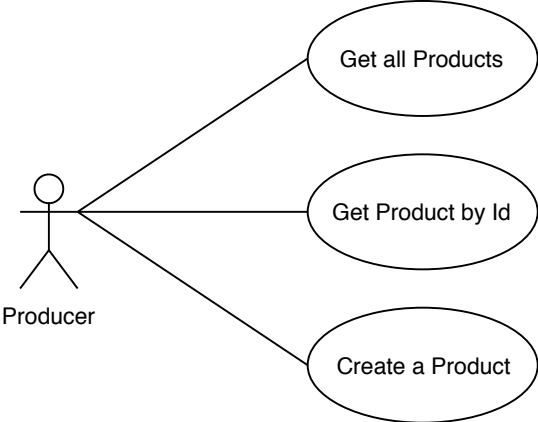 Get all Products
Get Product by Id
Producer
Create a Product